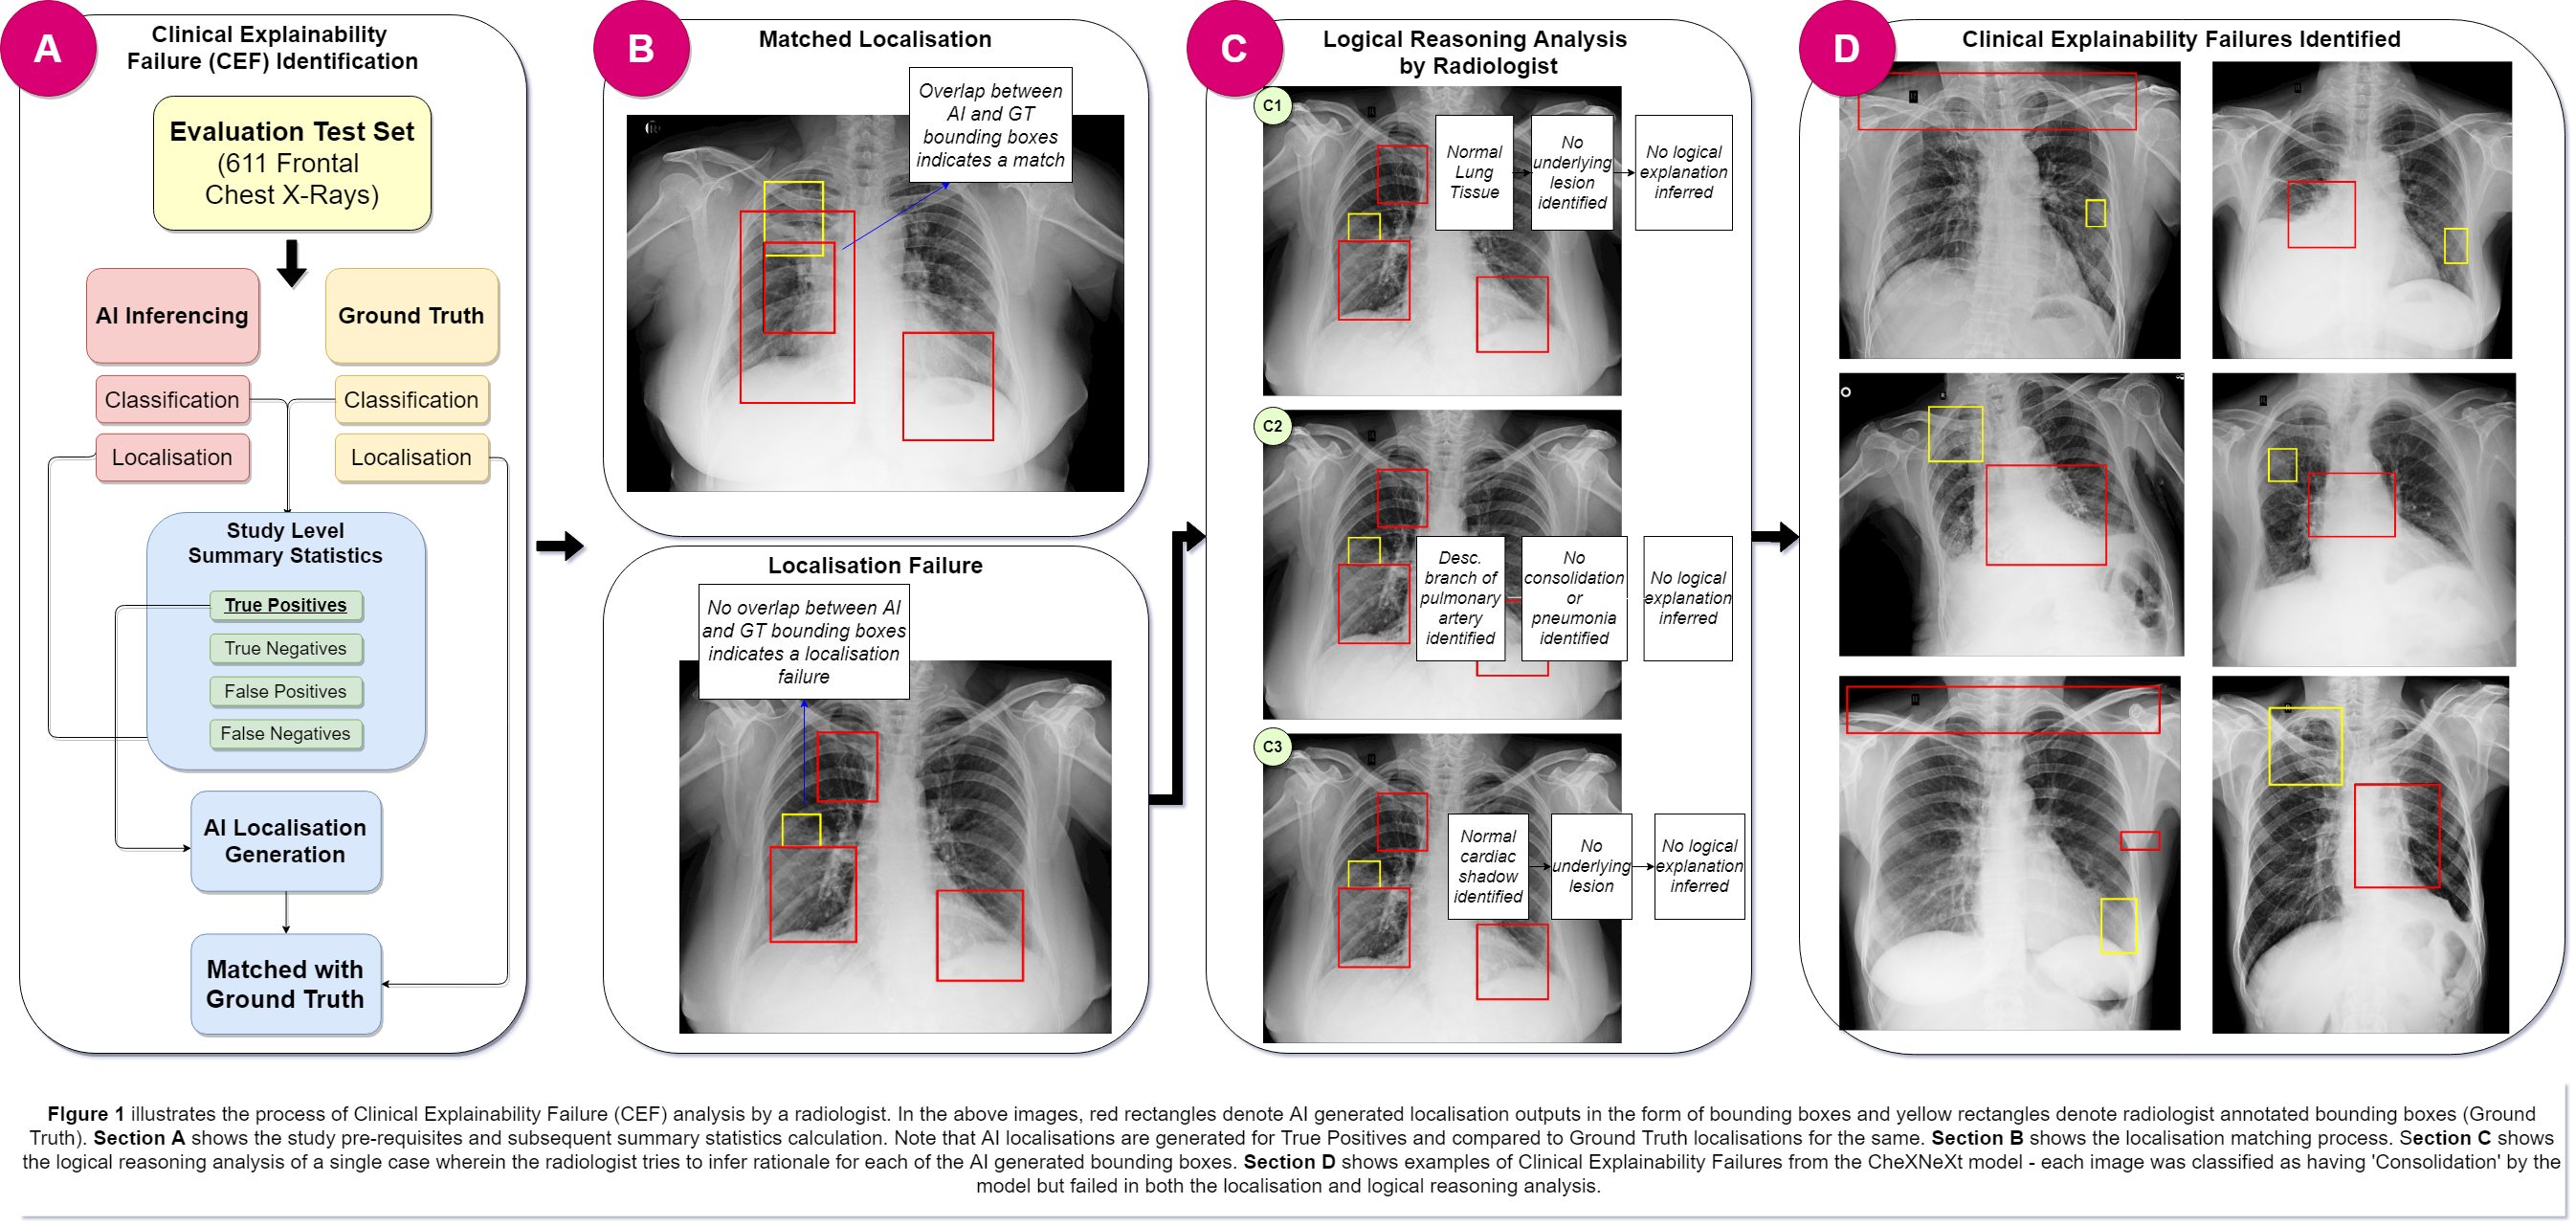 A
Clinical Explainability
Failure (CEF) Identification
Evaluation Test Set
(611 Frontal
Chest X-Rays)
AI Inferencing
Ground Truth
Classification
Classification
Localisation
Localisation
Study Level
Summary Statistics
True Positives
True Negatives
False Positives
False Negatives
AI Localisation
Generation
Matched with
Ground Truth
B
Matched Localisation
Overlap between
AI and GT
bounding boxes
indicates a match
Localisation Failure
No overlap between AI
and GT bounding boxes
indicates a localisation
failure
C
Logical Reasoning Analysis
by Radiologist
C1
Normal
Lung
Tissue
No
underlying
lesion
identified
No logical
explanation
inferred
C2
Desc.
branch of
pulmonary
artery
identified
No
consolidation
or
pneumonia
identified
No logical
explanation
inferred
C3
Normal
cardiac
shadow
identified
No
underlying
lesion
No logical
explanation
inferred
D
Clinical Explainability Failures Identified
FIgure 1 illustrates the process of Clinical Explainability Failure (CEF) analysis by a radiologist. In the above images, red rectangles denote AI generated localisation outputs in the form of bounding boxes and yellow rectangles denote radiologist annotated bounding boxes (Ground
Truth). Section A shows the study pre-requisites and subsequent summary statistics calculation. Note that AI localisations are generated for True Positives and compared to Ground Truth localisations for the same. Section B shows the localisation matching process. Section C shows
the logical reasoning analysis of a single case wherein the radiologist tries to infer rationale for each of the AI generated bounding boxes. Section D shows examples of Clinical Explainability Failures from the CheXNeXt model - each image was classified as having 'Consolidation' by the
model but failed in both the localisation and logical reasoning analysis.